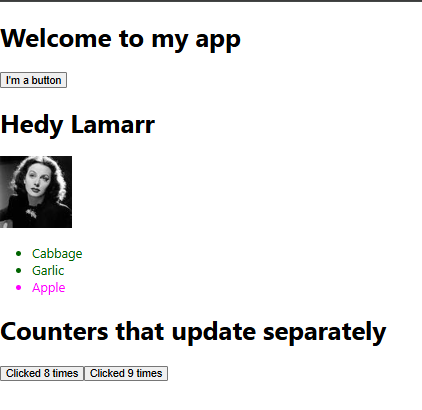 Welcome to my app
I'm a button
Hedy Lamarr
Cabbage
Garlic
Apple
Counters that update separately
Clicked 8 times Clicked 9 times